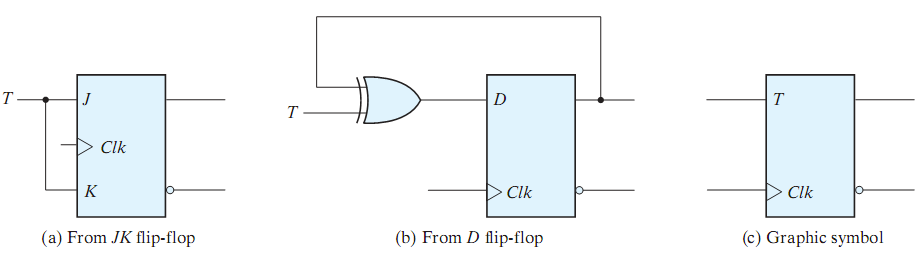 T
J
Clk
K
(a) From JK flip-flop
T
D
Clk
(b) From D flip-flop
T
Clk
(c) Graphic symbol